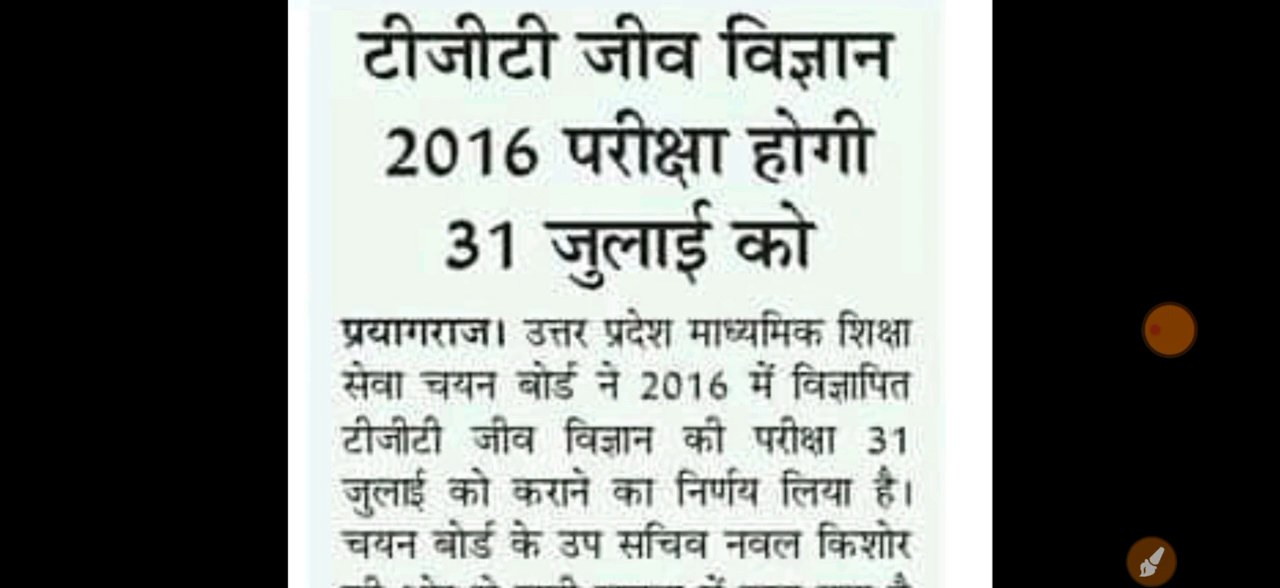 टीजीटी जीव विज्ञान
2016 परीक्षा होगी
31 जुलाई को
प्रयागराज। उत्तर प्रदेश माध्यमिक शिक्षा
सेवा चयन बोर्ड ने 2016 में विज्ञापित
टीजीटी जीव विज्ञान की परीक्षा 31
जुलाई को कराने का निर्णय लिया है।
चयन बोर्ड के उप सचिव नवल किशोर